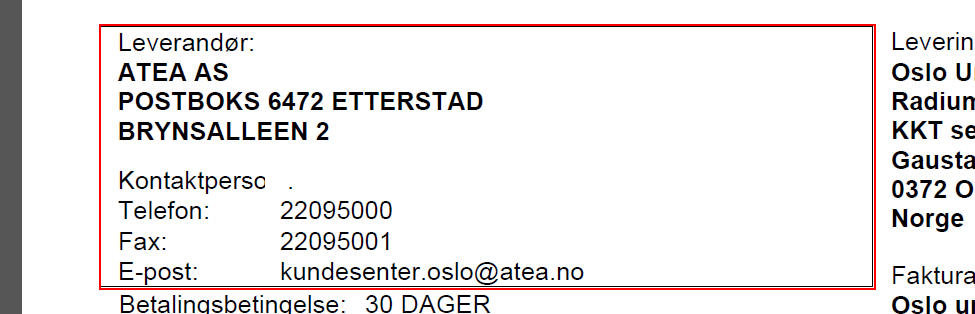 Leverandør:
ATEA AS
POSTBOKS 6472 ETTERSTAD
BRYNSALLEEN 2
Kontaktperso .
Telefon: 22095000
Fax: 22095001
E-post: kundesenter.oslo@atea.no
Betalingsbetingelse: 30 DAGER
Leverin
Oslo U
Radium
KKT se
Gausta
0372 O
Norge
Faktura
Oslo un